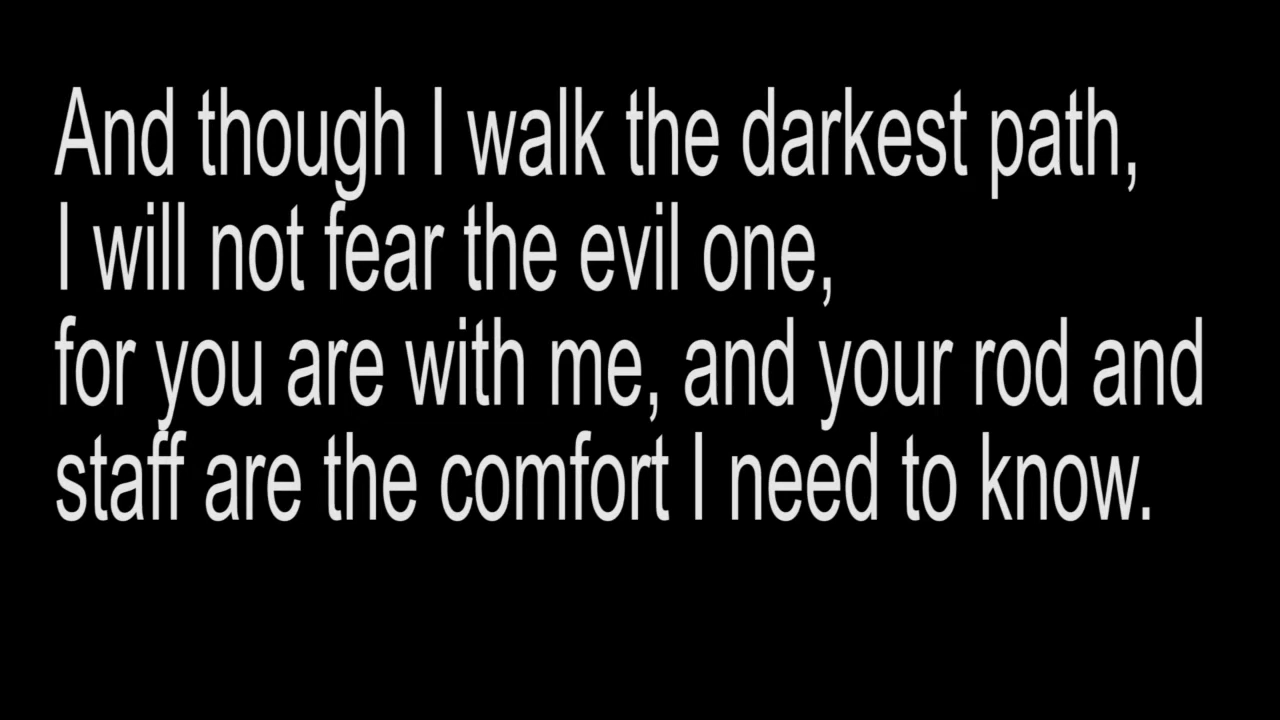 And though I walk the darkest path,
I will not fear the evil one,
for you are with me, and your rod and
staff are the comfort I need to know.